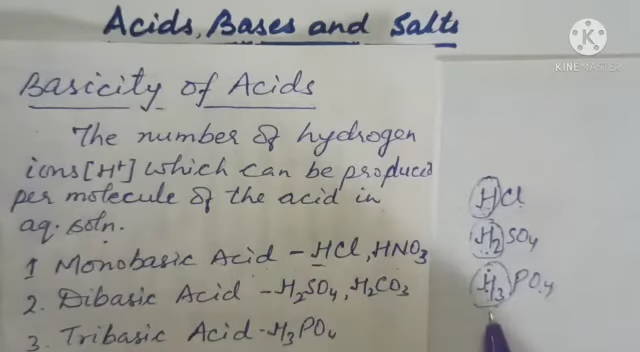 Acids, Bases and Salts
KINEMASTER
Basicity of Acids
The number of hydrogen
ions [H⁺] which can be produced
per molecule of the acid in
aq. soln.
1 Monobasic Acid – HCl, HNO₃
2. Dibasic Acid – H₂SO₄, H₂CO₃
3. Tribasic Acid - H₃PO₄
HCl
H₂SO₄
H₃PO₄